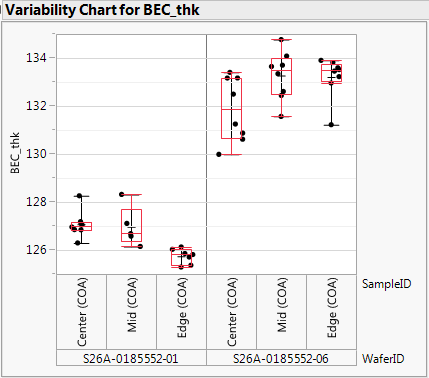 Variability Chart for BEC_thk
134
132
130
128
126
BEC_thk
Center (COA)
Mid (COA)
Edge (COA)
Center (COA)
Mid (COA)
Edge (COA)
SampleID
S26A-0185552-01
S26A-0185552-06
WaferID